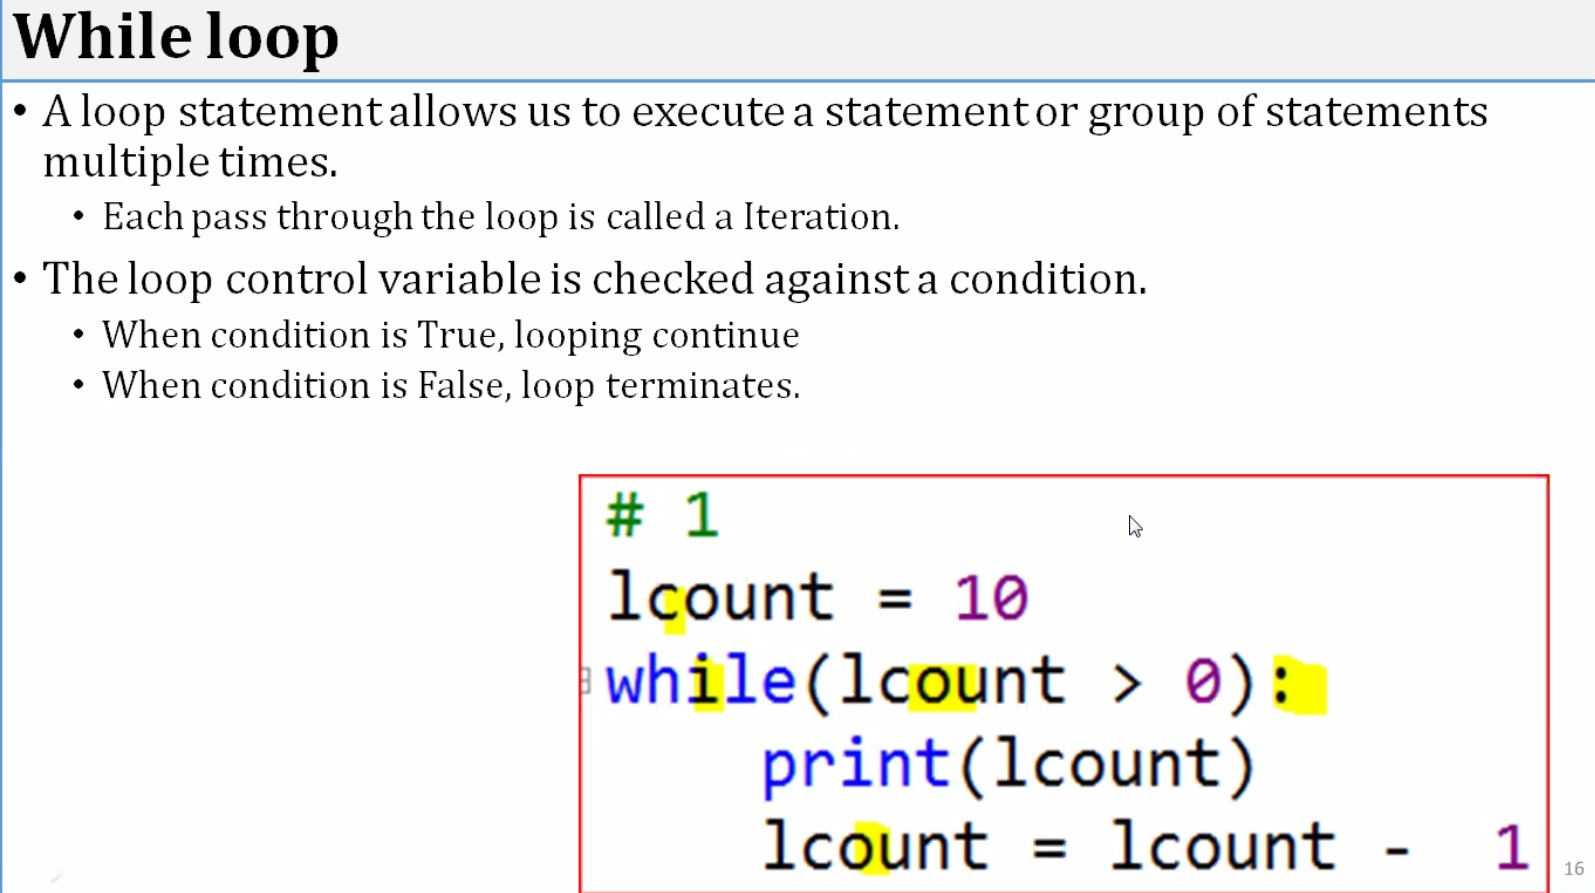 While loop
• A loop statement allows us to execute a statement or group of statements
multiple times.
• Each pass through the loop is called a Iteration.
• The loop control variable is checked against a condition.
• When condition is True, looping continue
• When condition is False, loop terminates.
# 1
lcount = 10
while(lcount > 0):
    print(lcount)
    lcount = lcount -  1
16